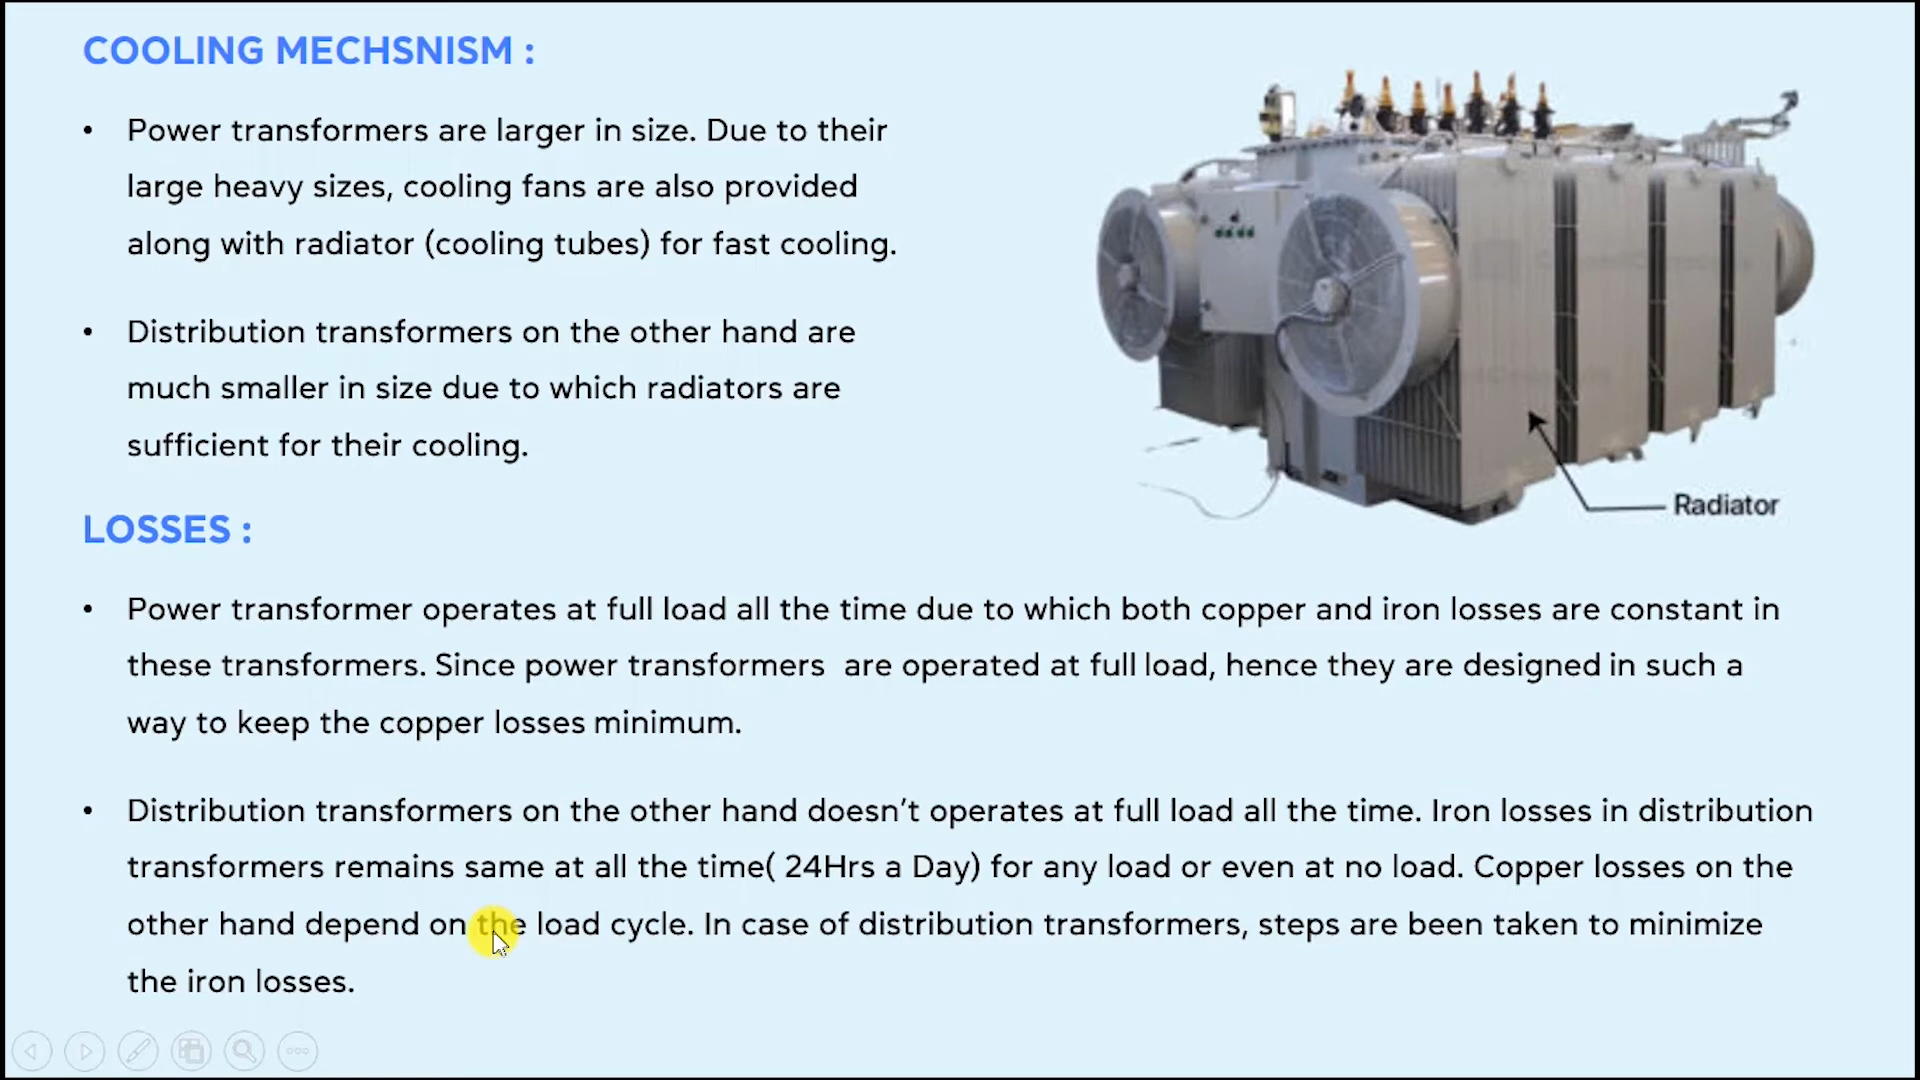 COOLING MECHSNISM :
• Power transformers are larger in size. Due to their
large heavy sizes, cooling fans are also provided
along with radiator (cooling tubes) for fast cooling.
• Distribution transformers on the other hand are
much smaller in size due to which radiators are
sufficient for their cooling.
Radiator
LOSSES :
• Power transformer operates at full load all the time due to which both copper and iron losses are constant in
these transformers. Since power transformers are operated at full load, hence they are designed in such a
way to keep the copper losses minimum.
• Distribution transformers on the other hand doesn’t operates at full load all the time. Iron losses in distribution
transformers remains same at all the time( 24Hrs a Day) for any load or even at no load. Copper losses on the
other hand depend on the load cycle. In case of distribution transformers, steps are been taken to minimize
the iron losses.